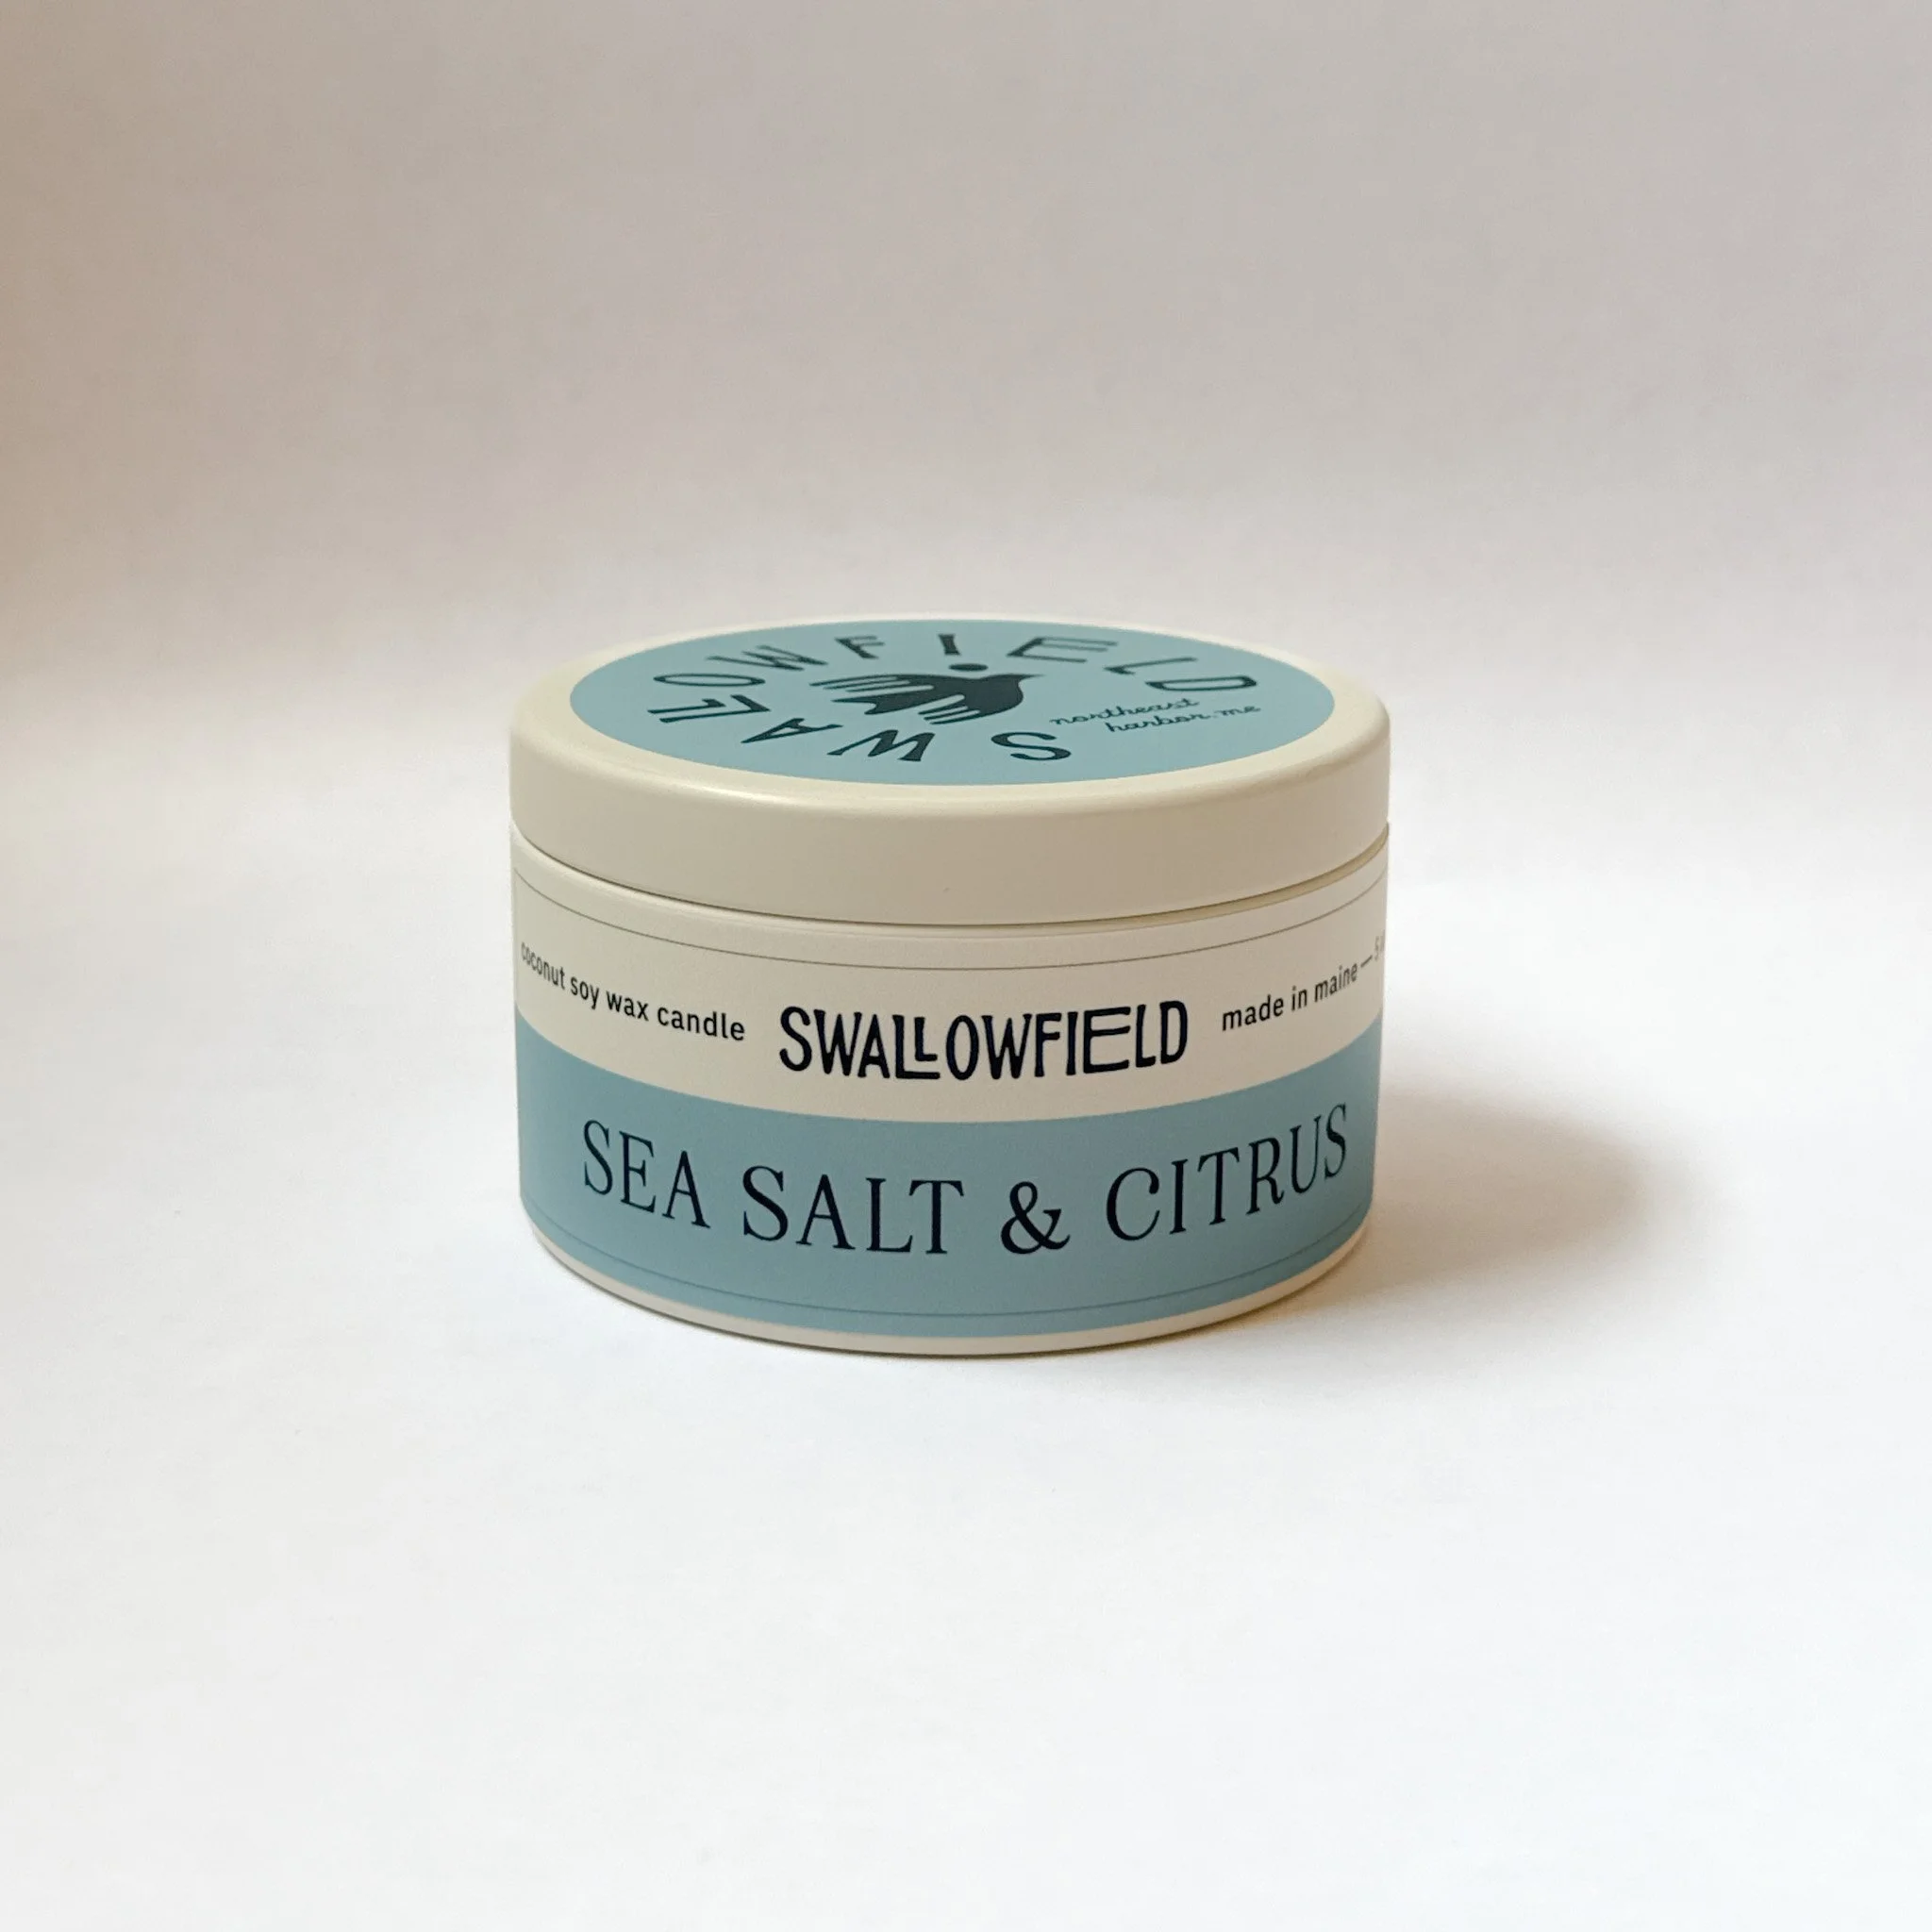 SWALLOWFIELD
northeast
harbor.me
coconut soy wax candle SWALLOWFIELD made in maine —
SEA SALT & CITRUS